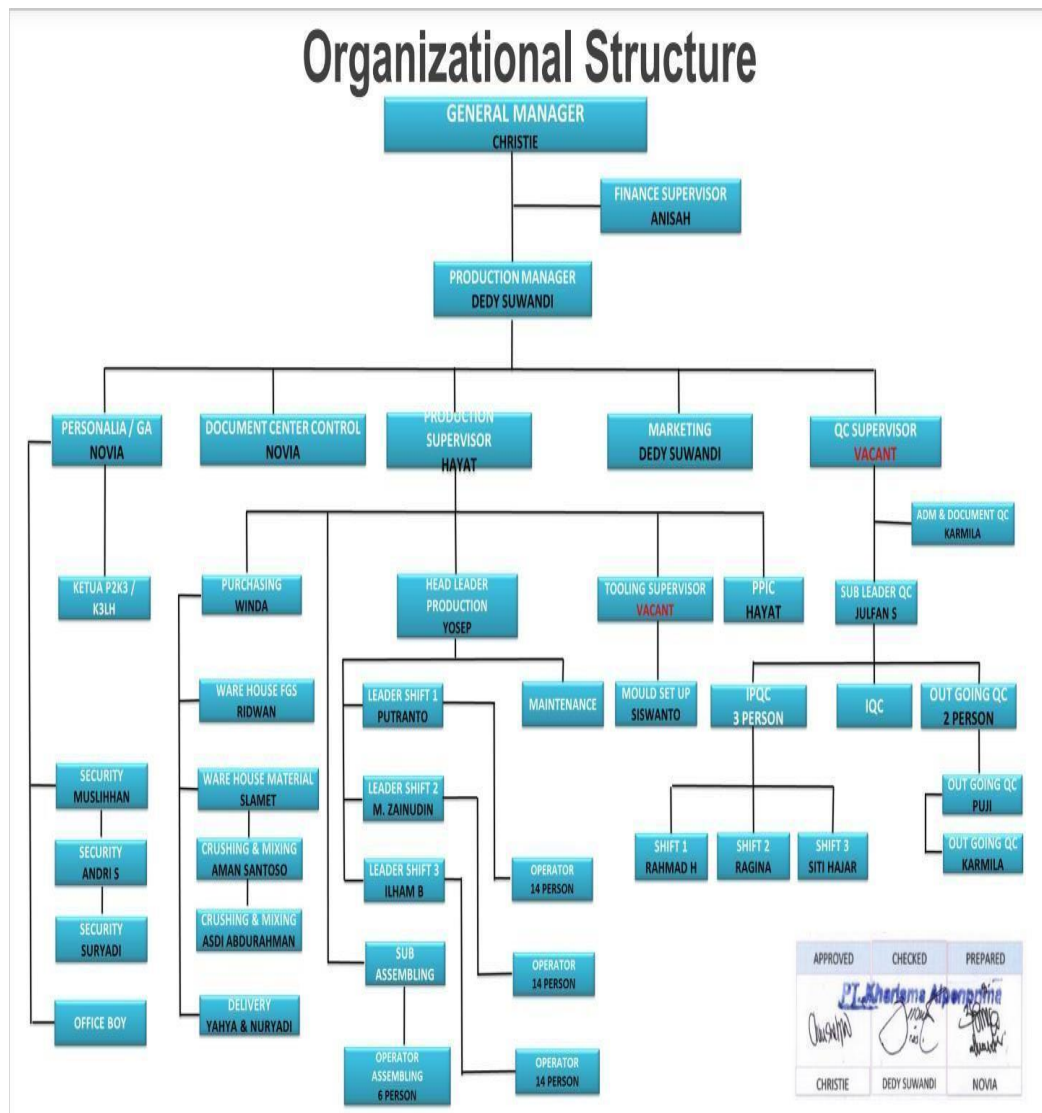 Organizational Structure
GENERAL MANAGER
CHRISTIE
FINANCE SUPERVISOR
ANISAH
PRODUCTION MANAGER
DEDY SUWANDI
PERSONALIA / GA
NOVIA
DOCUMENT CENTER CONTROL
NOVIA
PRODUCTION
SUPERVISOR
HAYAT
MARKETING
DEDY SUWANDI
QC SUPERVISOR
VACANT
ADM & DOCUMENT QC
KARMILA
KETUA P2K3 /
K3LH
PURCHASING
WINDA
HEAD LEADER
PRODUCTION
YOSEP
TOOLING SUPERVISOR
VACANT
PPIC
HAYAT
SUB LEADER QC
JULFAN S
WARE HOUSE FGS
RIDWAN
LEADER SHIFT 1
PUTRANTO
MAINTENANCE
MOULD SET UP
SISWANTO
IPQC
3 PERSON
IQC
OUT GOING QC
2 PERSON
SECURITY
MUSLIHHAN
WARE HOUSE MATERIAL
SLAMET
LEADER SHIFT 2
M. ZAINUDIN
OUT GOING QC
PUJI
SECURITY
ANDRI S
CRUSHING & MIXING
AMAN SANTOSO
LEADER SHIFT 3
ILHAM B
OPERATOR
14 PERSON
SHIFT 1
RAHMAD H
SHIFT 2
RAGINA
SHIFT 3
SITI HAJAR
OUT GOING QC
KARMILA
SECURITY
SURYADI
CRUSHING & MIXING
ASDI ABDURAHMAN
SUB
ASSEMBLING
OPERATOR
14 PERSON
OFFICE BOY
DELIVERY
YAHYA & NURYADI
OPERATOR
ASSEMBLING
6 PERSON
OPERATOR
14 PERSON
APPROVED
CHECKED
PREPARED
PT. Kharisma Alpenprima
CHRISTIE
DEDY SUWANDI
NOVIA